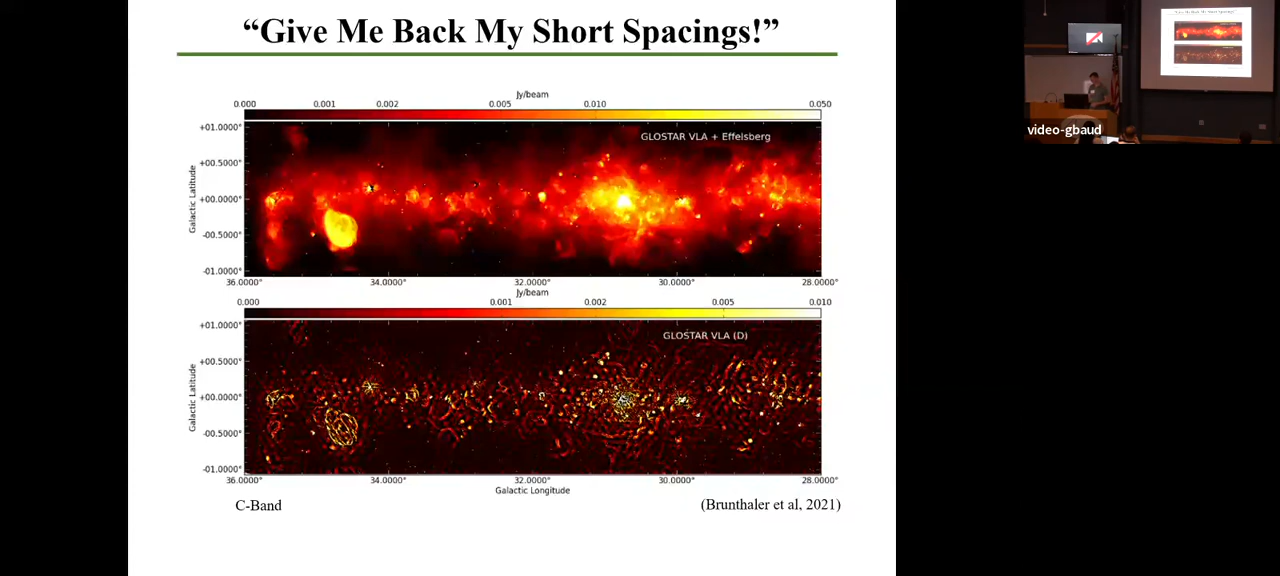 “Give Me Back My Short Spacings!”
Jy/beam
0.000 0.001 0.002 0.005 0.010 0.050
GLOSTAR VLA + Effelsberg
Galactic Latitude
+01.0000°
+00.5000°
+00.0000°
-00.5000°
-01.0000°
36.0000° 34.0000° 32.0000° 30.0000° 28.0000°
Jy/beam
0.000 0.001 0.002 0.005 0.010
GLOSTAR VLA (D)
Galactic Latitude
+01.0000°
+00.5000°
+00.0000°
-00.5000°
-01.0000°
36.0000° 34.0000° 32.0000° 30.0000° 28.0000°
Galactic Longitude
C-Band
(Brunthaler et al, 2021)
video-gbaud